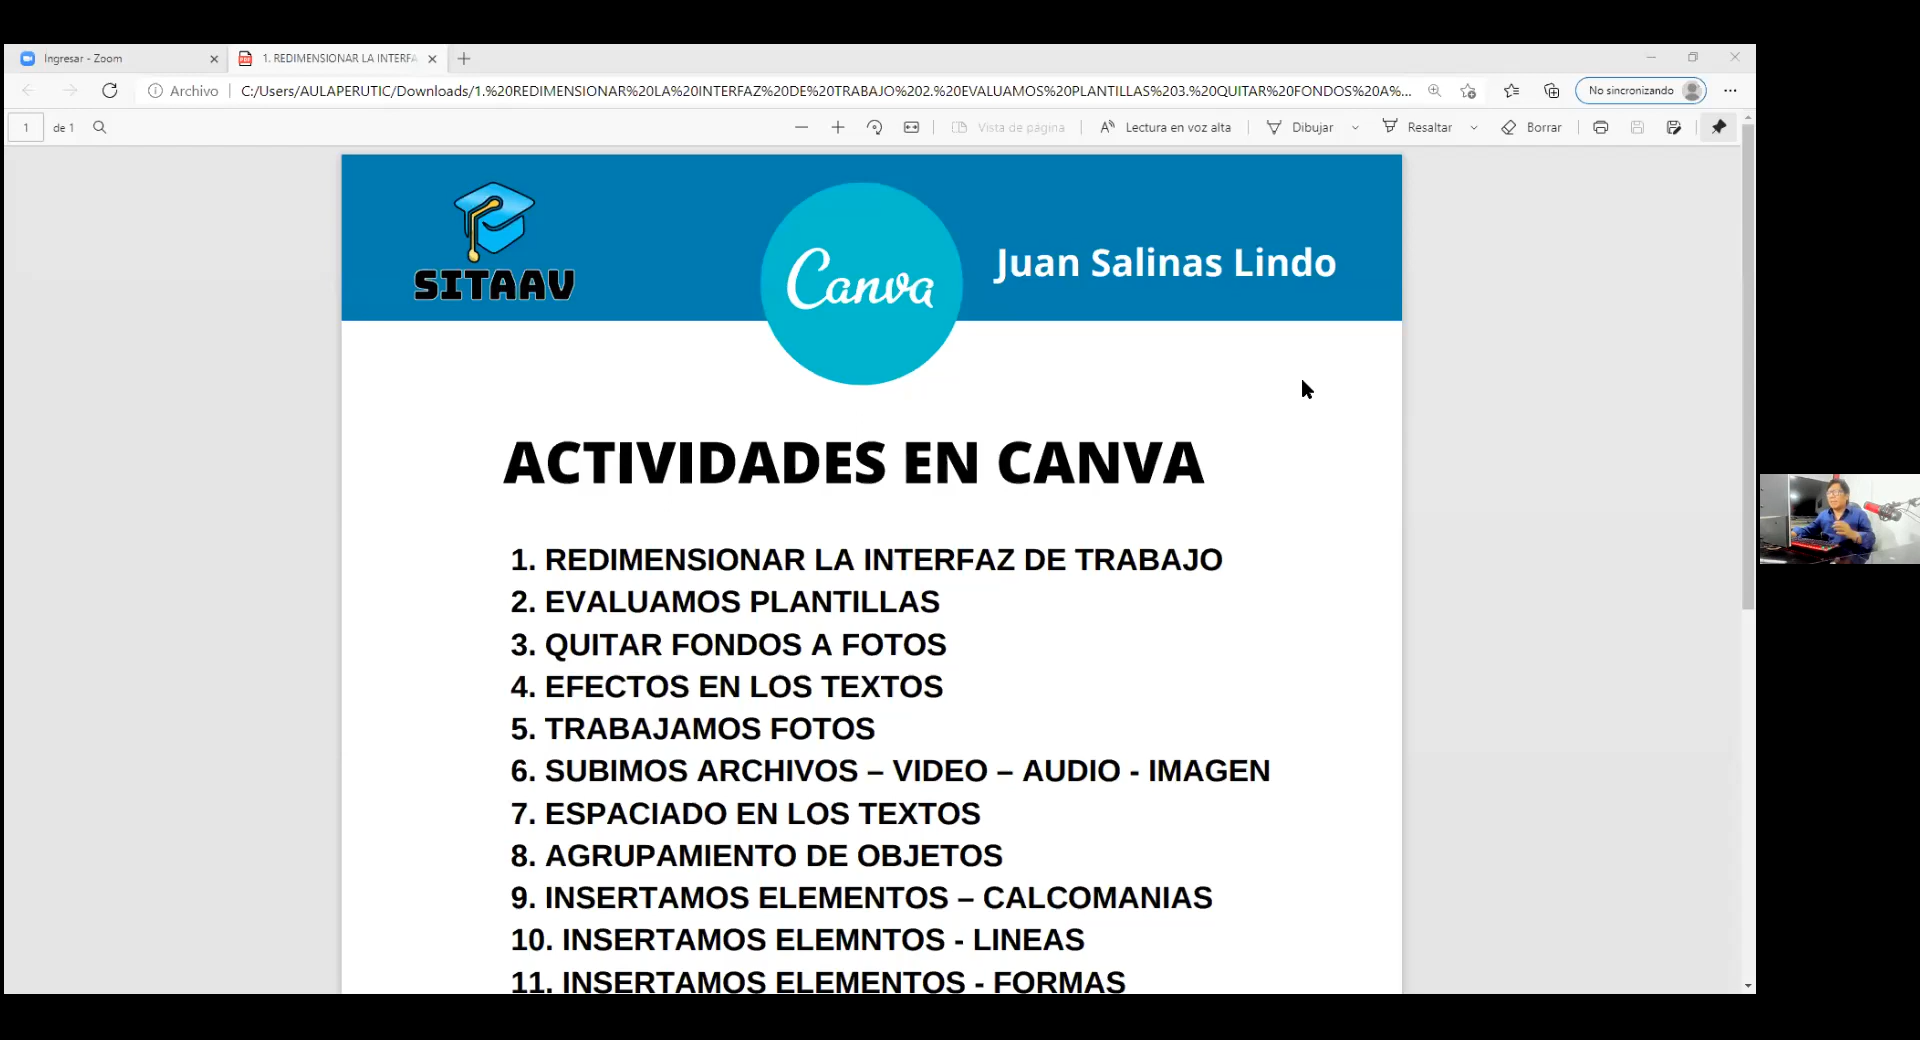 Ingresar - Zoom
1. REDIMENSIONAR LA INTERFA
Archivo
C:/Users/AULAPERUTIC/Downloads/1.%20REDIMENSIONAR%20LA%20INTERFAZ%20DE%20TRABAJO%202.%20EVALUAMOS%20PLANTILLAS%203.%20QUITAR%20FONDOS%20A%...
No sincronizando
1 de 1
Vista de página
Lectura en voz alta
Dibujar
Resaltar
Borrar
SITAAV
Canva
Juan Salinas Lindo
ACTIVIDADES EN CANVA
1. REDIMENSIONAR LA INTERFAZ DE TRABAJO
2. EVALUAMOS PLANTILLAS
3. QUITAR FONDOS A FOTOS
4. EFECTOS EN LOS TEXTOS
5. TRABAJAMOS FOTOS
6. SUBIMOS ARCHIVOS – VIDEO – AUDIO - IMAGEN
7. ESPACIADO EN LOS TEXTOS
8. AGRUPAMIENTO DE OBJETOS
9. INSERTAMOS ELEMENTOS – CALCOMANIAS
10. INSERTAMOS ELEMNTOS - LINEAS
11. INSERTAMOS ELEMENTOS - FORMAS